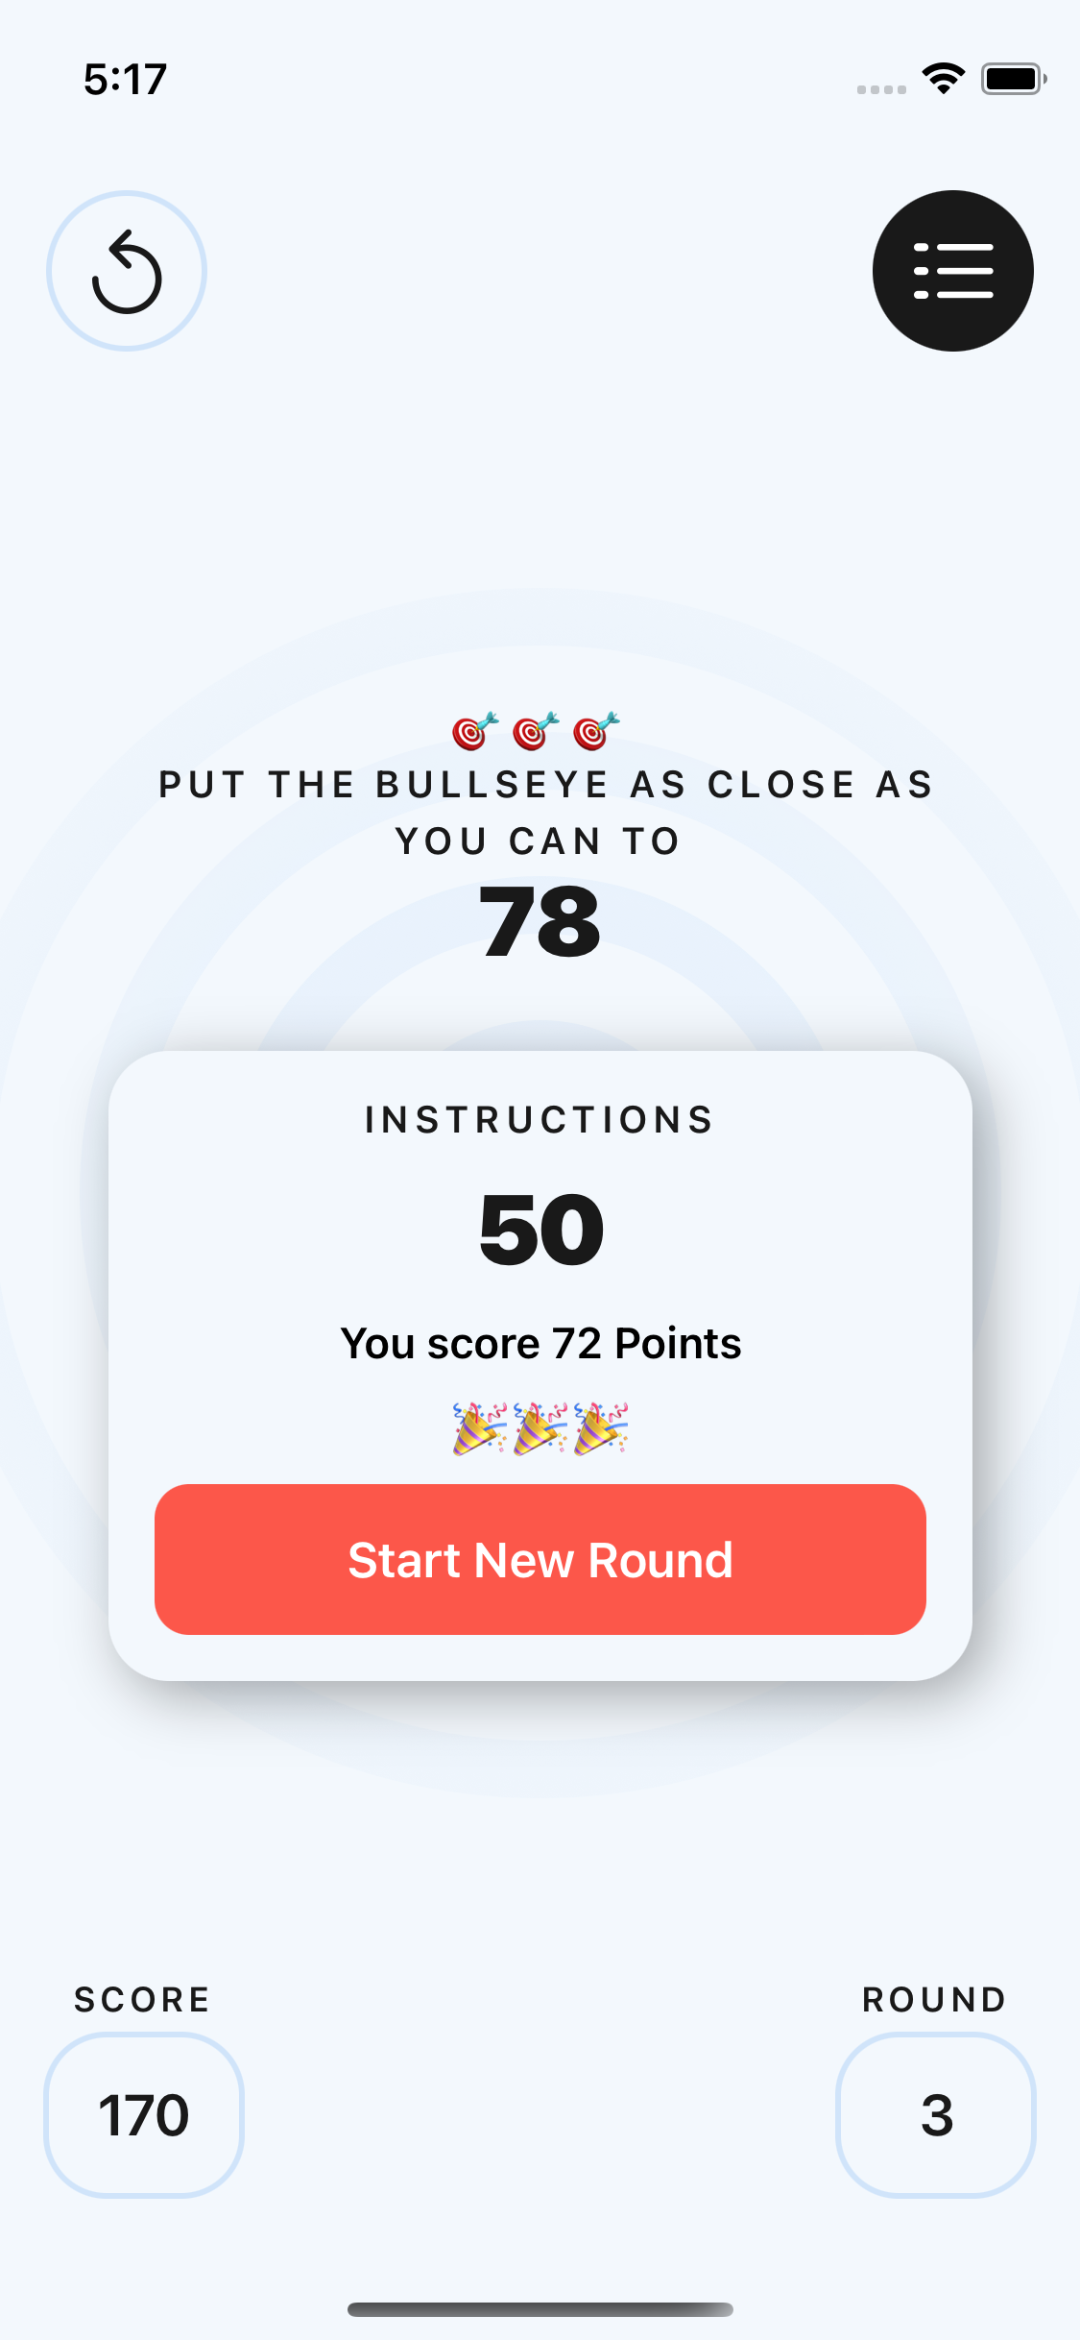 5:17
🎯🎯🎯
PUT THE BULLSEYE AS CLOSE AS
YOU CAN TO
78
INSTRUCTIONS
50
You score 72 Points
🎉🎉🎉
Start New Round
SCORE
ROUND
170
3